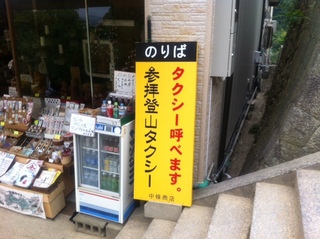 のりば
タクシー呼べます。
参拝登山タクシー
中條商店